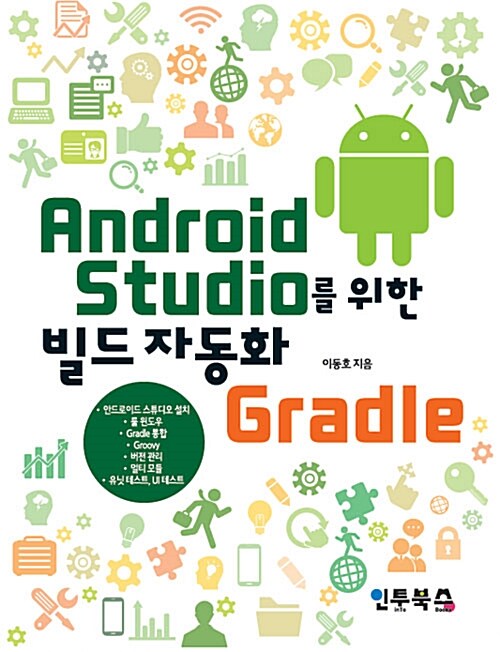 Android
Studio를 위한
빌드 자동화
이동호 지음
Gradle
• 안드로이드 스튜디오 설치
• 툴 윈도우
• Gradle 통합
• Groovy
• 버전 관리
• 멀티 모듈
• 유닛 테스트, UI 테스트
인투북스
inTo Books